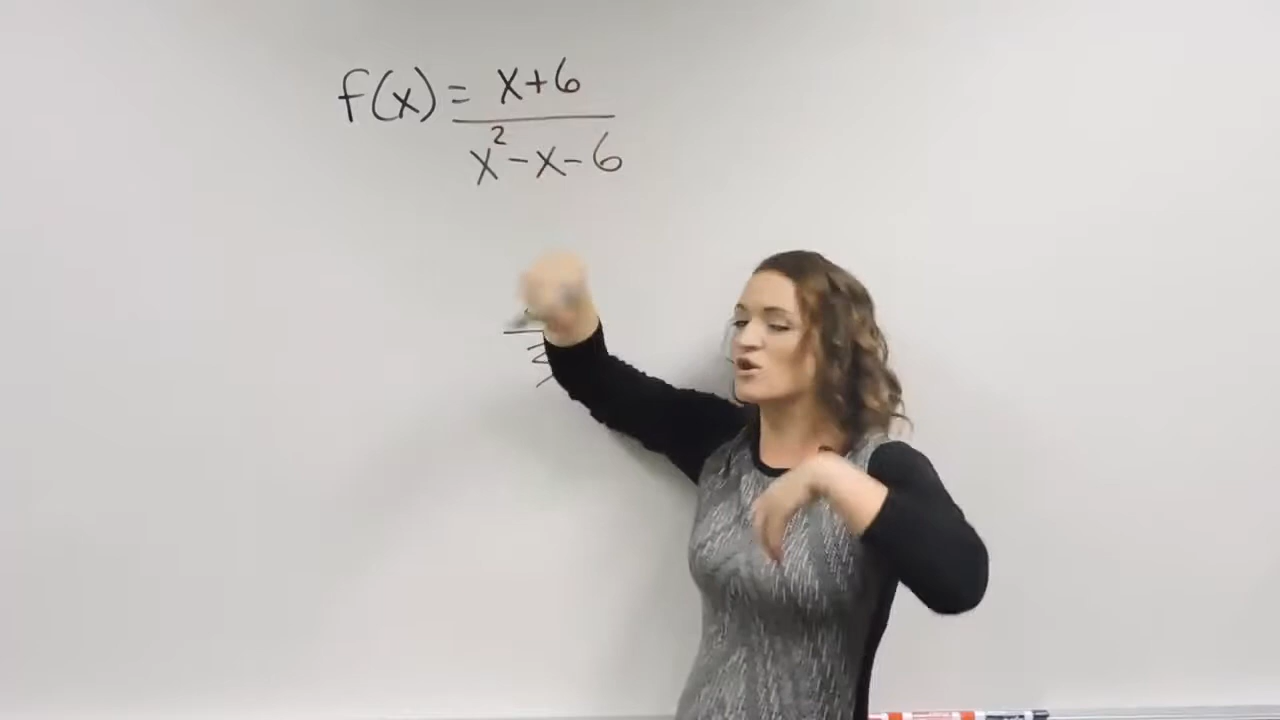 f(x) = x+6
x² - x - 6